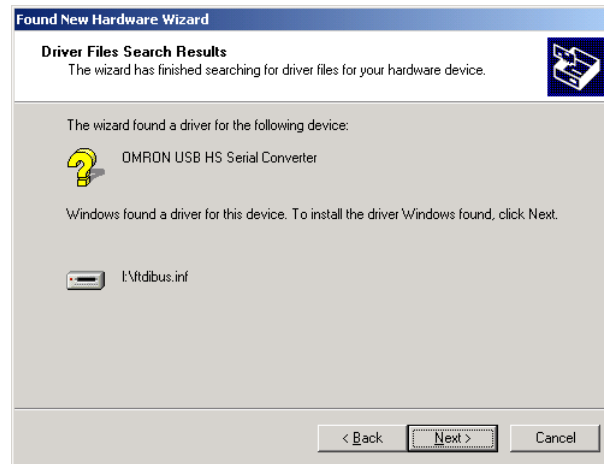 Found New Hardware Wizard
Driver Files Search Results
The wizard has finished searching for driver files for your hardware device.
The wizard found a driver for the following device:
OMRON USB HS Serial Converter
Windows found a driver for this device. To install the driver Windows found, click Next.
i:\ftdibus.inf
< Back
Next >
Cancel